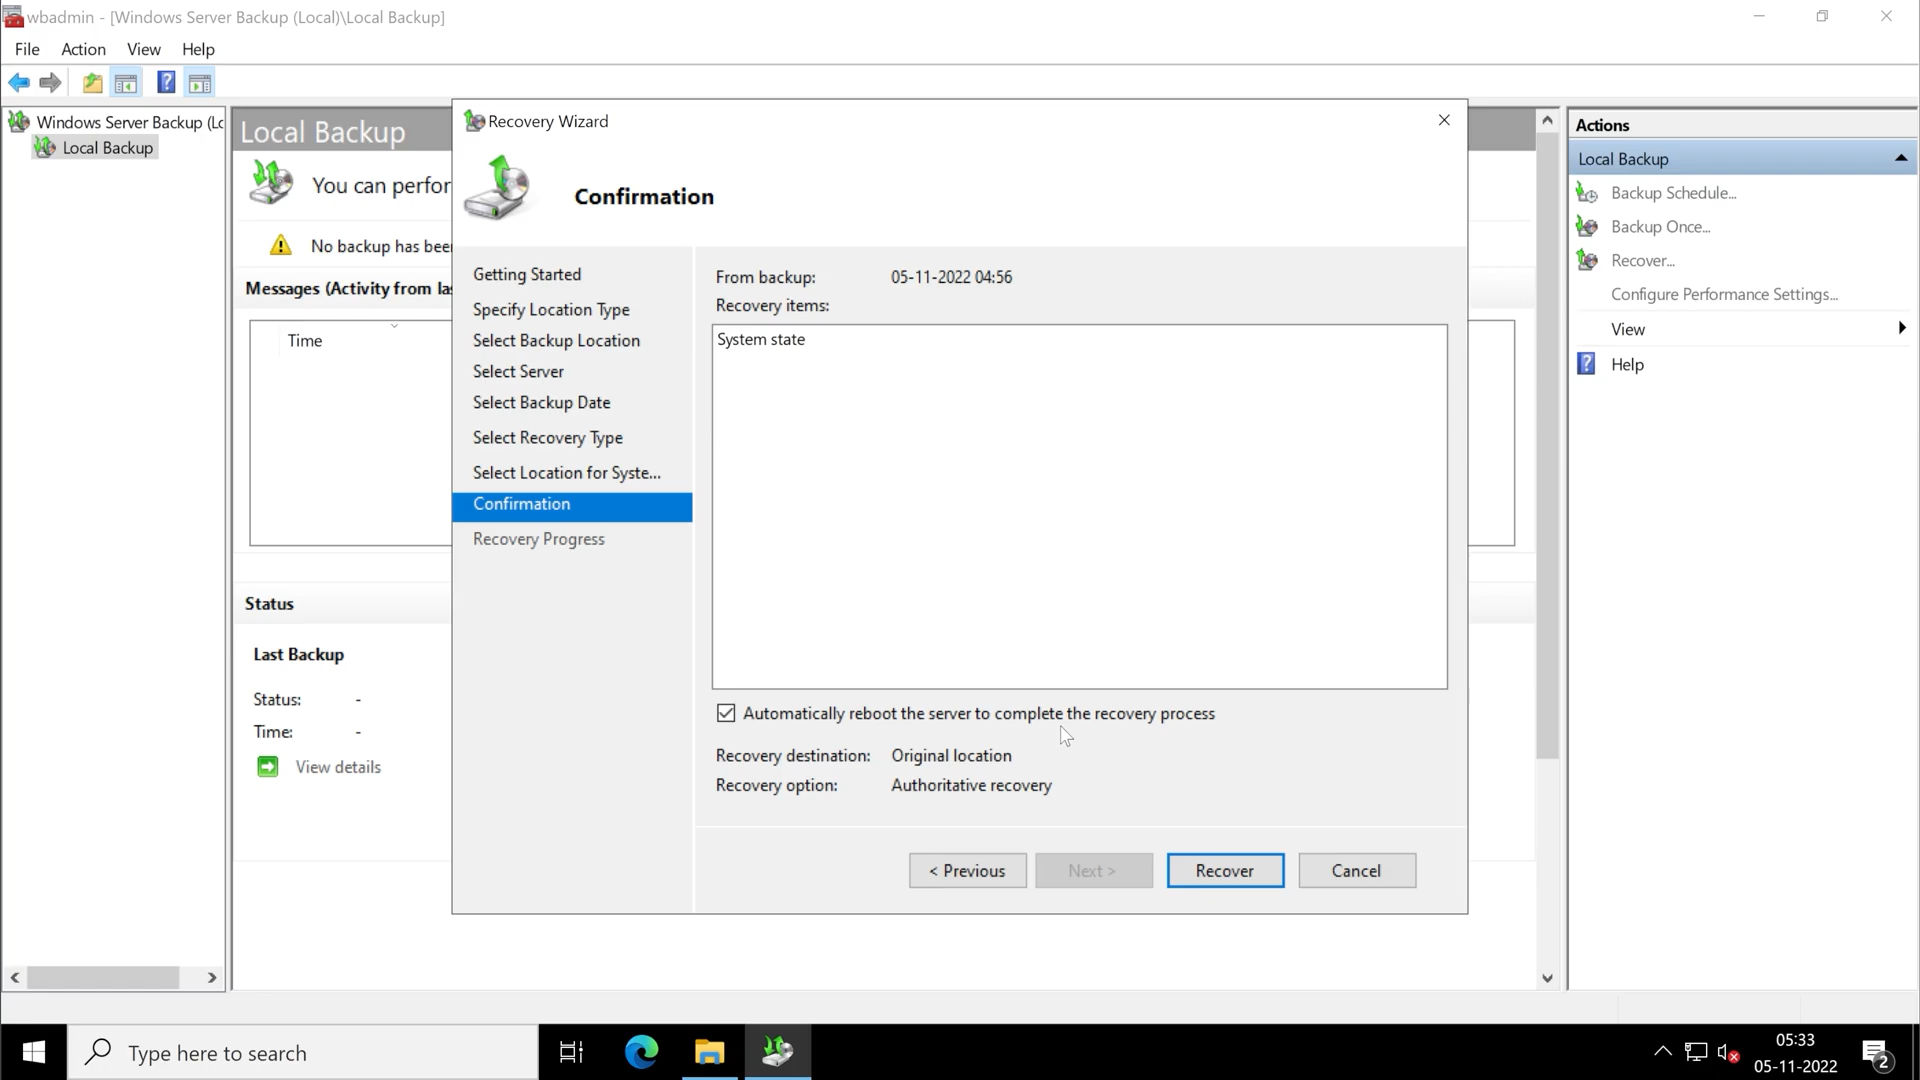 wbadmin - [Windows Server Backup (Local)\Local Backup]
File Action View Help
Windows Server Backup (Lc
Local Backup
Local Backup
You can perfor
No backup has been
Messages (Activity from las
Time
Status
Last Backup
Status: -
Time: -
View details
Recovery Wizard
Confirmation
Getting Started
Specify Location Type
Select Backup Location
Select Server
Select Backup Date
Select Recovery Type
Select Location for Syste...
Confirmation
Recovery Progress
From backup: 05-11-2022 04:56
Recovery items:
System state
Automatically reboot the server to complete the recovery process
Recovery destination: Original location
Recovery option: Authoritative recovery
< Previous Next > Recover Cancel
Actions
Local Backup
Backup Schedule...
Backup Once...
Recover...
Configure Performance Settings...
View
Help
Type here to search
05:33
05-11-2022
2